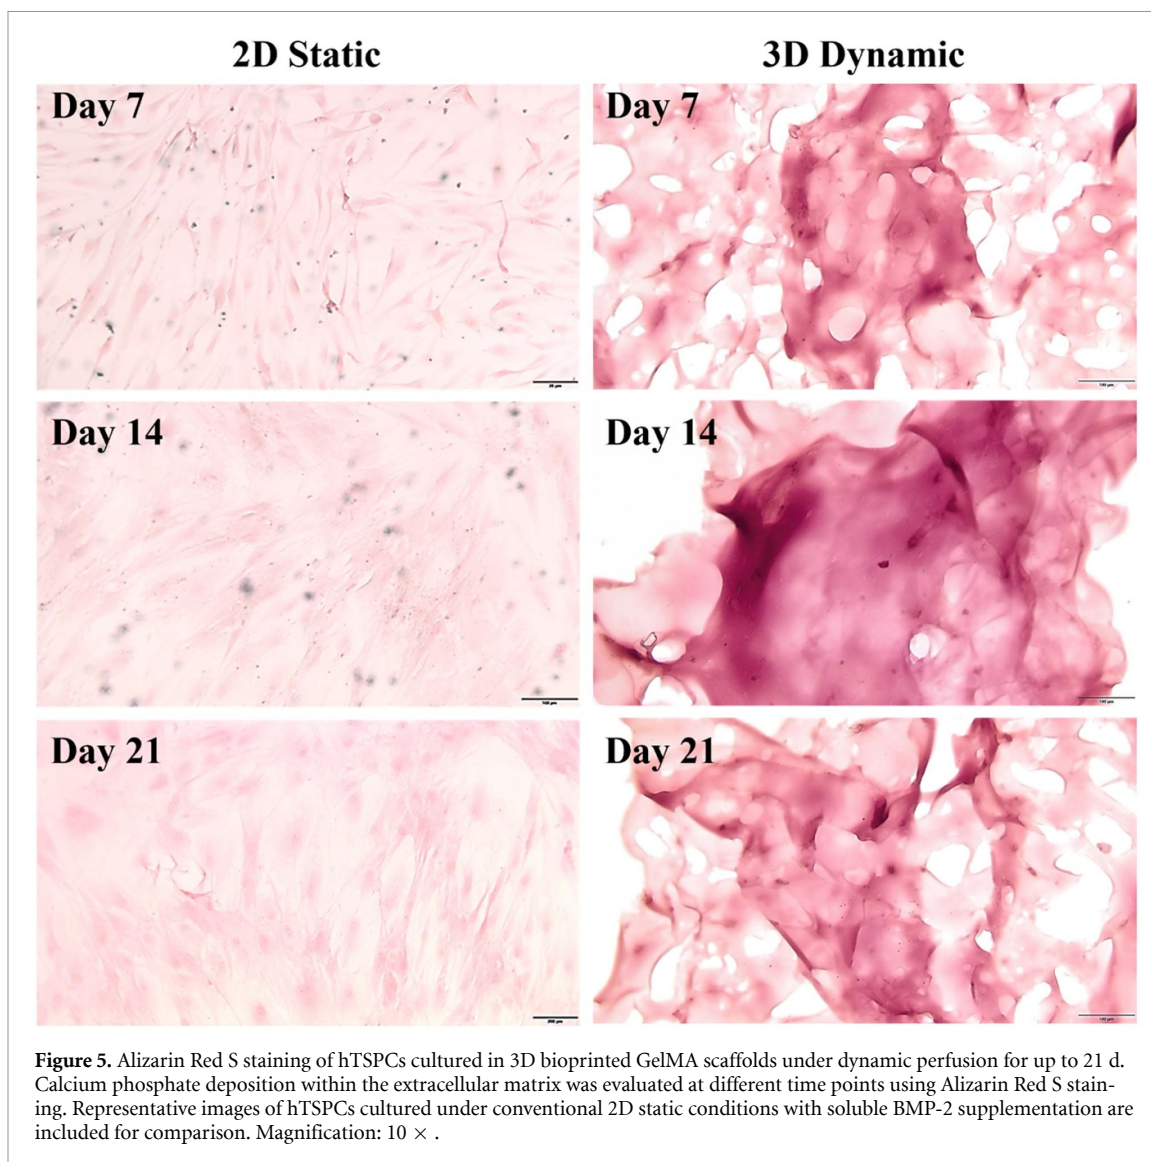 2D Static
3D Dynamic
Day 7
Day 7
Day 14
Day 14
Day 21
Day 21
Figure 5. Alizarin Red S staining of hTSPCs cultured in 3D bioprinted GelMA scaffolds under dynamic perfusion for up to 21 d.
Calcium phosphate deposition within the extracellular matrix was evaluated at different time points using Alizarin Red S stain-
ing. Representative images of hTSPCs cultured under conventional 2D static conditions with soluble BMP-2 supplementation are
included for comparison. Magnification: 10 × .